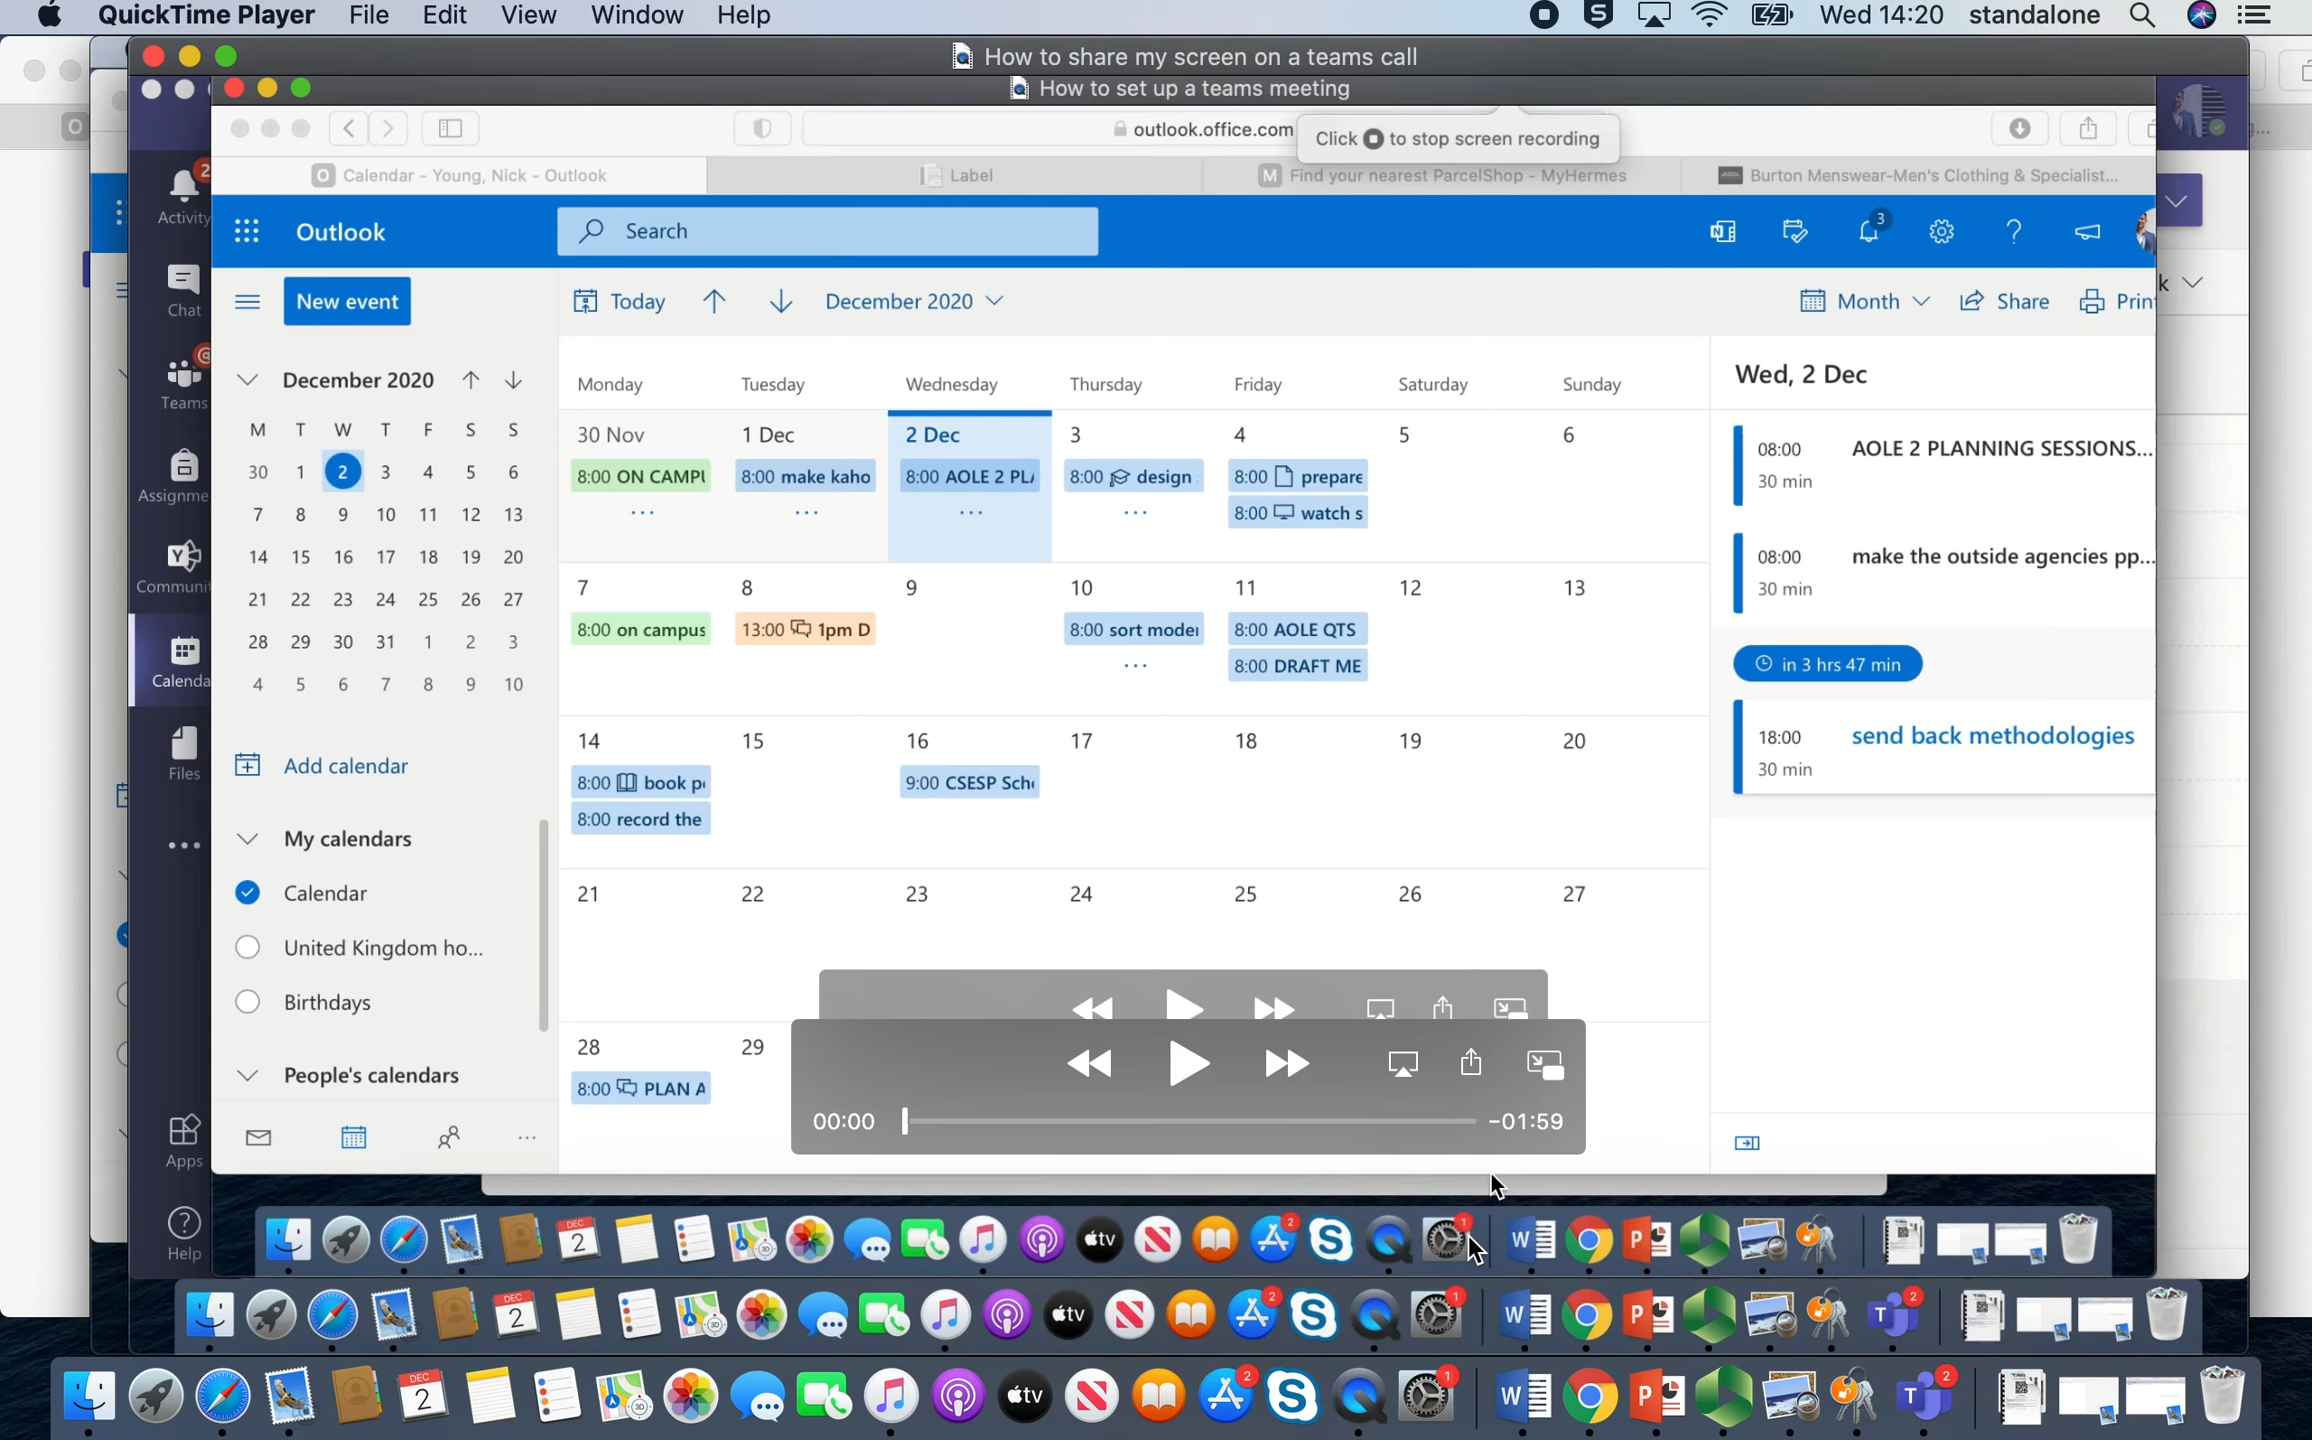 QuickTime Player File Edit View Window Help
Wed 14:20 standalone
How to share my screen on a teams call
How to set up a teams meeting
outlook.office.com
Click to stop screen recording
Calendar - Young, Nick - Outlook
Label
Find your nearest ParcelShop - MyHermes
Burton Menswear-Men's Clothing & Specialist...
Activity
Chat
Teams
Assignme
Communit
Calenda
Files
Apps
Help
Outlook
Search
3
New event
Today
December 2020
Month
Share
Print
December 2020
M T W T F S S
30 1 2 3 4 5 6
7 8 9 10 11 12 13
14 15 16 17 18 19 20
21 22 23 24 25 26 27
28 29 30 31 1 2 3
4 5 6 7 8 9 10
Add calendar
My calendars
Calendar
United Kingdom ho...
Birthdays
People's calendars
Monday Tuesday Wednesday Thursday Friday Saturday Sunday
30 Nov 1 Dec 2 Dec 3 4 5 6
8:00 ON CAMPU
8:00 make kaho
8:00 AOLE 2 PLA
8:00 design
8:00 prepare
8:00 watch s
7 8 9 10 11 12 13
8:00 on campus
13:00 1pm D
8:00 sort moder
8:00 AOLE QTS
8:00 DRAFT ME
14 15 16 17 18 19 20
8:00 book po
8:00 record the
9:00 CSESP Sch
21 22 23 24 25 26 27
28 29
8:00 PLAN A
Wed, 2 Dec
08:00 AOLE 2 PLANNING SESSIONS...
30 min
08:00 make the outside agencies pp...
30 min
in 3 hrs 47 min
18:00 send back methodologies
30 min
00:00 -01:59